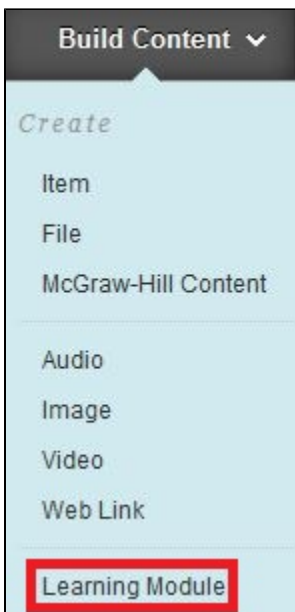 Build Content
Create
Item
File
McGraw-Hill Content
Audio
Image
Video
Web Link
Learning Module